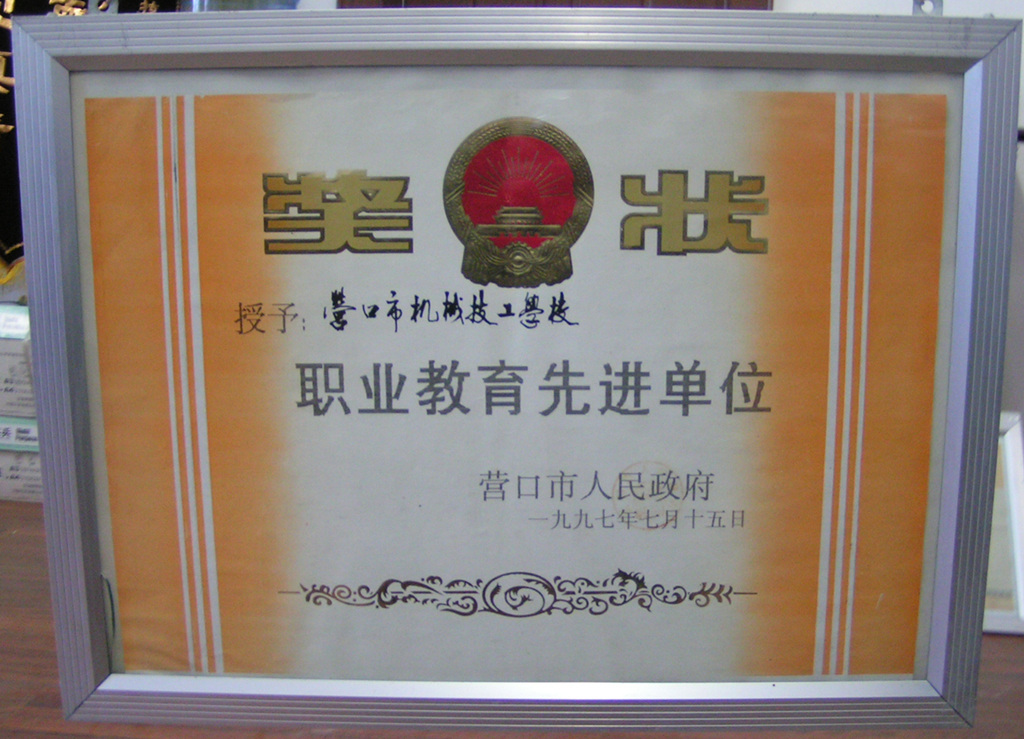 奖状
授予：营口市机械技工學校
职业教育先进单位
营口市人民政府
一九九七年七月十五日